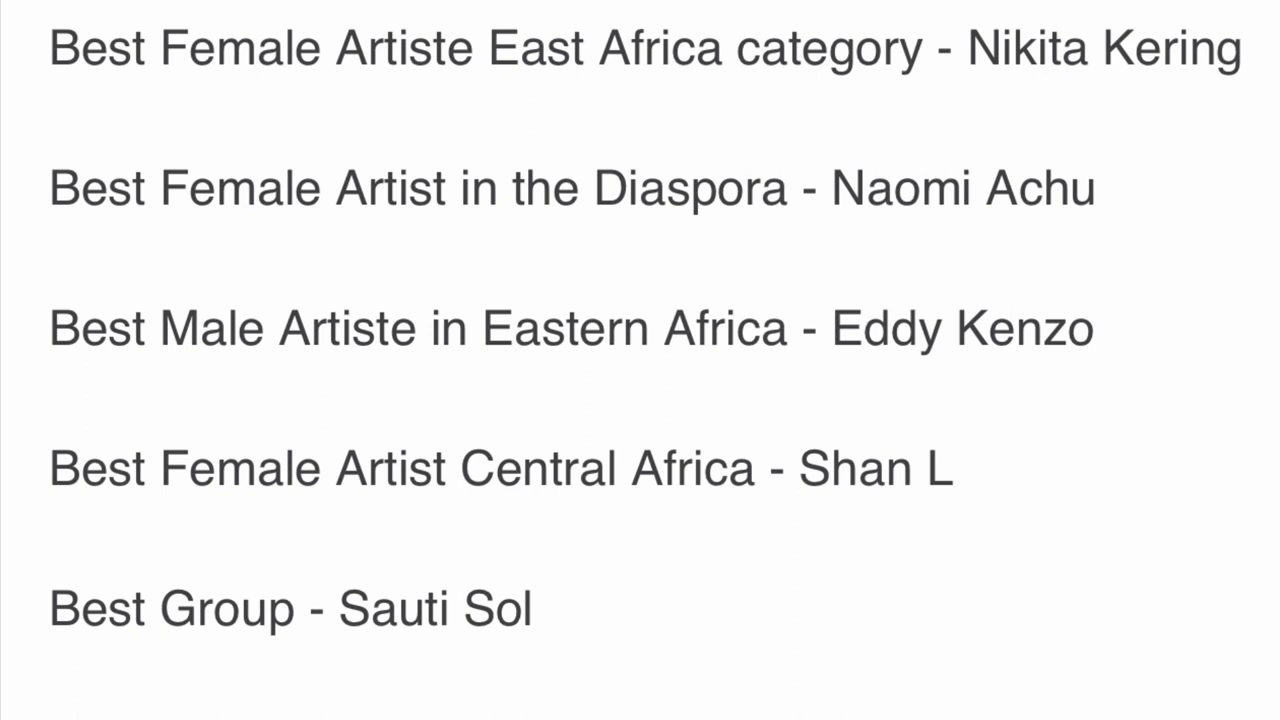 Best Female Artiste East Africa category - Nikita Kering
Best Female Artist in the Diaspora - Naomi Achu
Best Male Artiste in Eastern Africa - Eddy Kenzo
Best Female Artist Central Africa - Shan L
Best Group - Sauti Sol